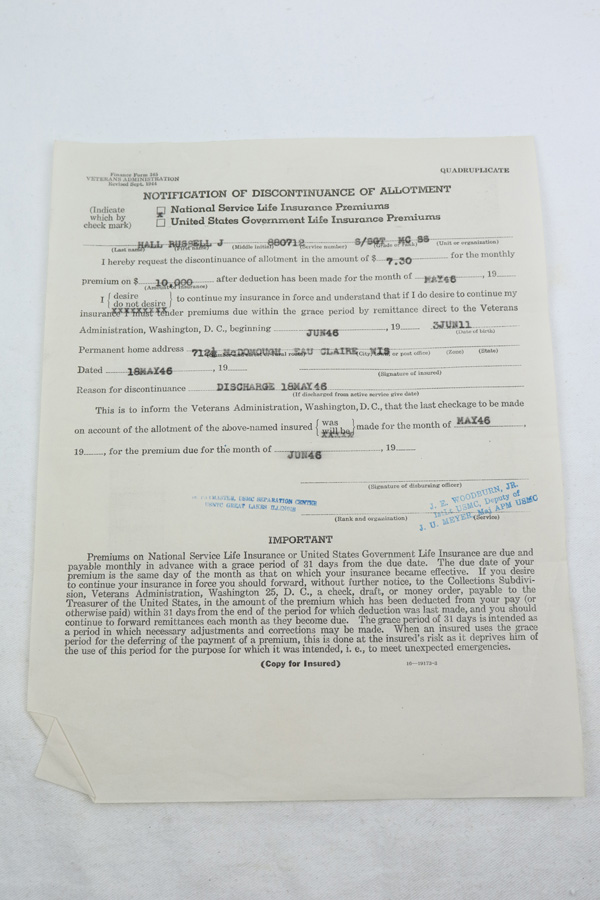 Finance Form 305
VETERANS ADMINISTRATION
Revised Sept. 1945
QUADRUPLICATE
NOTIFICATION OF DISCONTINUANCE OF ALLOTMENT
(Indicate which by check mark)
x National Service Life Insurance Premiums
United States Government Life Insurance Premiums
HALL RUSSELL J 880712 S/SGT MC SS
(Last name) (First name) (Middle initial) (Service number) (Grade or rank) (Unit or organization)
I hereby request the discontinuance of allotment in the amount of $ 7.30 for the monthly
premium on $ 10,000 after deduction has been made for the month of MAY46, 19
(Amount of insurance)
I {desire / do not desire} to continue my insurance in force and understand that if I do desire to continue my
XXXXXXXXX
insurance I must tender premiums due within the grace period by remittance direct to the Veterans
Administration, Washington, D. C., beginning JUN46, 19 3JUN11
(Date of birth)
Permanent home address 712½ McDONOUGH EAU CLAIRE WIS
(City or post office) (Zone) (State)
Dated 18MAY46, 19
(Signature of insured)
Reason for discontinuance DISCHARGE 18MAY46
(If discharged from active service give date)
This is to inform the Veterans Administration, Washington, D. C., that the last checkage to be made
on account of the allotment of the above-named insured {was / will be} made for the month of MAY46,
19, for the premium due for the month of JUN46, 19
(Signature of disbursing officer)
USMC SEPARATION CENTER
GREAT LAKES ILLINOIS
J. E. WOODBURN, JR.
USMC, Deputy of
J. U. MEYER, Maj APM USMC
(Rank and organization) (Service)
IMPORTANT
Premiums on National Service Life Insurance or United States Government Life Insurance are due and
payable monthly in advance with a grace period of 31 days from the due date. The due date of your
premium is the same day of the month as that on which your insurance became effective. If you desire
to continue your insurance in force you should forward, without further notice, to the Collections Subdivi-
sion, Veterans Administration, Washington 25, D. C., a check, draft, or money order, payable to the
Treasurer of the United States, in the amount of the premium which has been deducted from your pay (or
otherwise paid) within 31 days from the end of the period for which deduction was last made, and you should
continue to forward remittances each month as they become due. The grace period of 31 days is intended as
a period in which necessary adjustments and corrections may be made. When an insured uses the grace
period for the deferring of the payment of a premium, this is done at the insured's risk as it deprives him of
the use of this period for the purpose for which it was intended, i. e., to meet unexpected emergencies.
(Copy for Insured)
16—19173-2